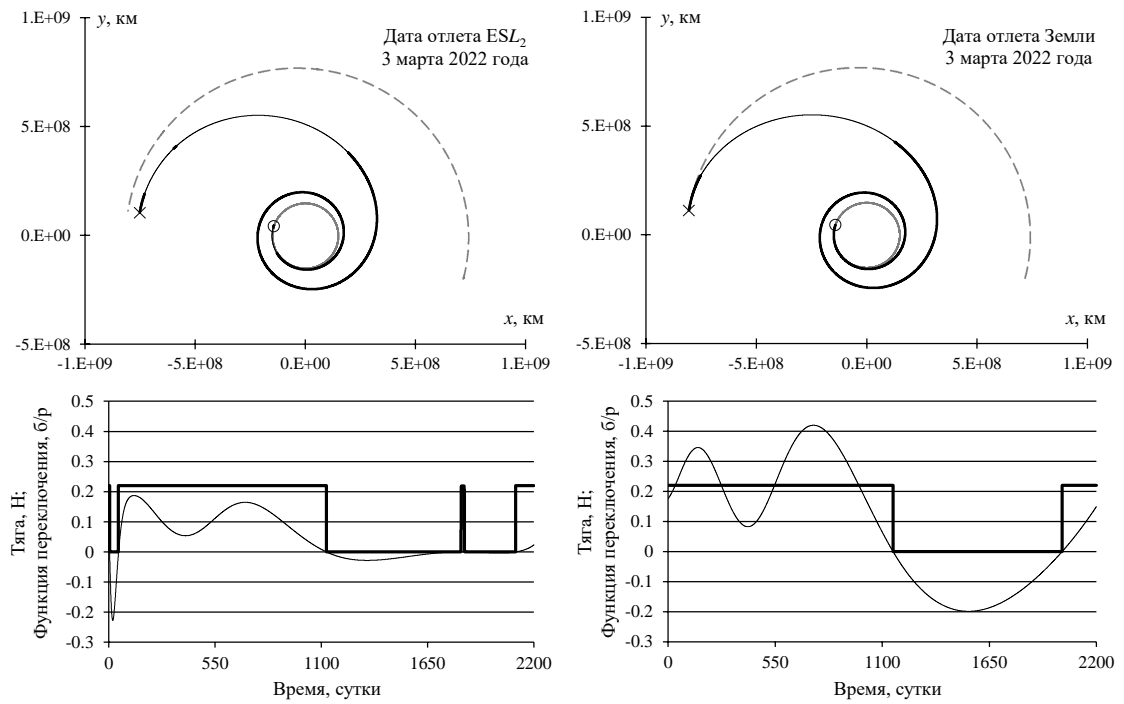 1.E+09
y, км
Дата отлета ESL2
3 марта 2022 года
5.E+08
0.E+00
x, км
-5.E+08
-1.E+09
-5.E+08
0.E+00
5.E+08
1.E+09
1.E+09
y, км
Дата отлета Земли
3 марта 2022 года
5.E+08
0.E+00
x, км
-5.E+08
-1.E+09
-5.E+08
0.E+00
5.E+08
1.E+09
Тяга, Н;
Функция переключения, б/р
0.5
0.4
0.3
0.2
0.1
0
-0.1
-0.2
-0.3
0
550
1100
1650
2200
Время, сутки
Тяга, Н;
Функция переключения, б/р
0.5
0.4
0.3
0.2
0.1
0
-0.1
-0.2
-0.3
0
550
1100
1650
2200
Время, сутки